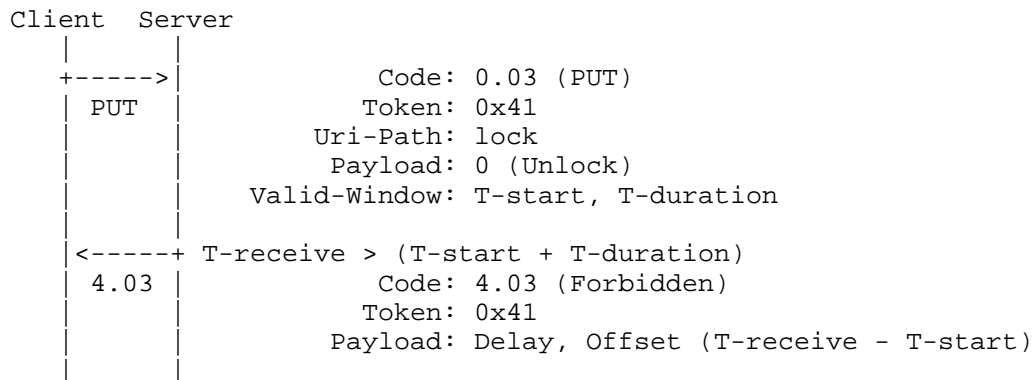 Client Server
+----->| Code: 0.03 (PUT)
| PUT | Token: 0x41
| | Uri-Path: lock
| | Payload: 0 (Unlock)
| | Valid-Window: T-start, T-duration
|<-----+ T-receive > (T-start + T-duration)
| 4.03 | Code: 4.03 (Forbidden)
| | Token: 0x41
| | Payload: Delay, Offset (T-receive - T-start)